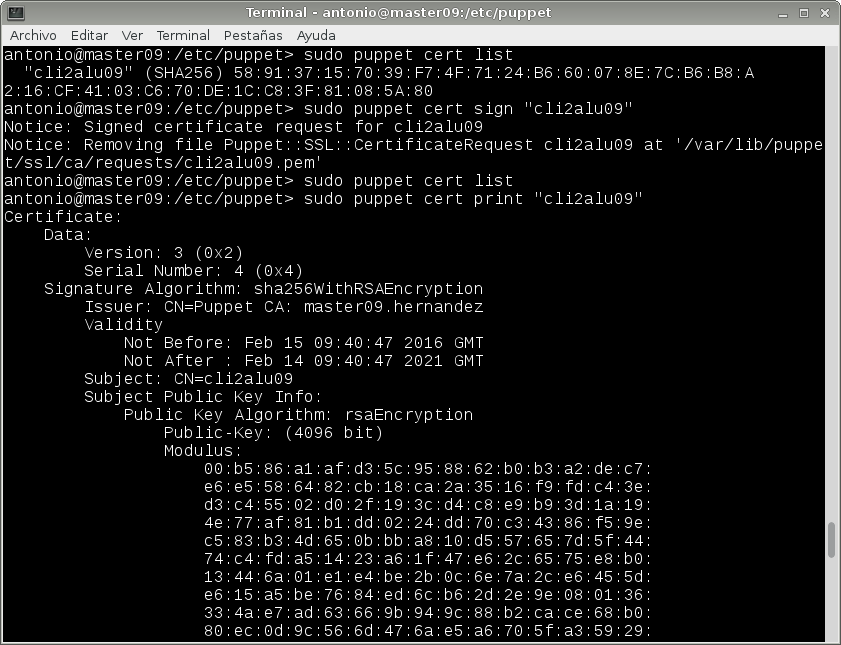 Terminal - antonio@master09:/etc/puppet
Archivo Editar Ver Terminal Pestañas Ayuda
antonio@master09:/etc/puppet> sudo puppet cert list
  "cli2alu09" (SHA256) 58:91:37:15:70:39:F7:4F:71:24:B6:60:07:8E:7C:B6:B8:A
2:16:CF:41:03:C6:70:DE:1C:C8:3F:81:08:5A:80
antonio@master09:/etc/puppet> sudo puppet cert sign "cli2alu09"
Notice: Signed certificate request for cli2alu09
Notice: Removing file Puppet::SSL::CertificateRequest cli2alu09 at '/var/lib/puppe
t/ssl/ca/requests/cli2alu09.pem'
antonio@master09:/etc/puppet> sudo puppet cert list
antonio@master09:/etc/puppet> sudo puppet cert print "cli2alu09"
Certificate:
    Data:
        Version: 3 (0x2)
        Serial Number: 4 (0x4)
    Signature Algorithm: sha256WithRSAEncryption
        Issuer: CN=Puppet CA: master09.hernandez
        Validity
            Not Before: Feb 15 09:40:47 2016 GMT
            Not After : Feb 14 09:40:47 2021 GMT
        Subject: CN=cli2alu09
        Subject Public Key Info:
            Public Key Algorithm: rsaEncryption
                Public-Key: (4096 bit)
                Modulus:
                    00:b5:86:a1:af:d3:5c:95:88:62:b0:b3:a2:de:c7:
                    e6:e5:58:64:82:cb:18:ca:2a:35:16:f9:fd:c4:3e:
                    d3:c4:55:02:d0:2f:19:3c:d4:c8:e9:b9:3d:1a:19:
                    4e:77:af:81:b1:dd:02:24:dd:70:c3:43:86:f5:9e:
                    c5:83:b3:4d:65:0b:bb:a8:10:d5:57:65:7d:5f:44:
                    74:c4:fd:a5:14:23:a6:1f:47:e6:2c:65:75:e8:b0:
                    13:44:6a:01:e1:e4:be:2b:0c:6e:7a:2c:e6:45:5d:
                    e6:15:a5:be:76:84:ed:6c:b6:2d:2e:9e:08:01:36:
                    33:4a:e7:ad:63:66:9b:94:9c:88:b2:ca:ce:68:b0:
                    80:ec:0d:9c:56:6d:47:6a:e5:a6:70:5f:a3:59:29: